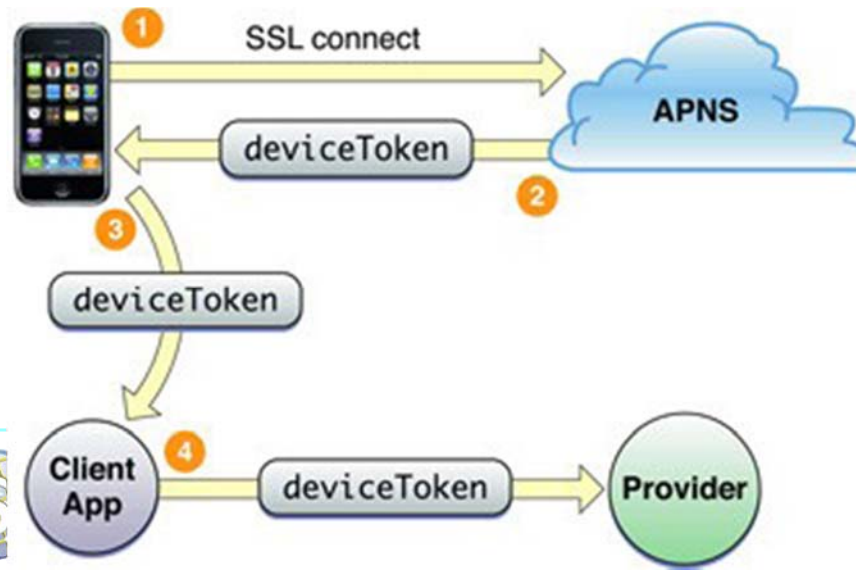 1
SSL connect
APNS
deviceToken
2
3
deviceToken
4
Client
App
deviceToken
Provider